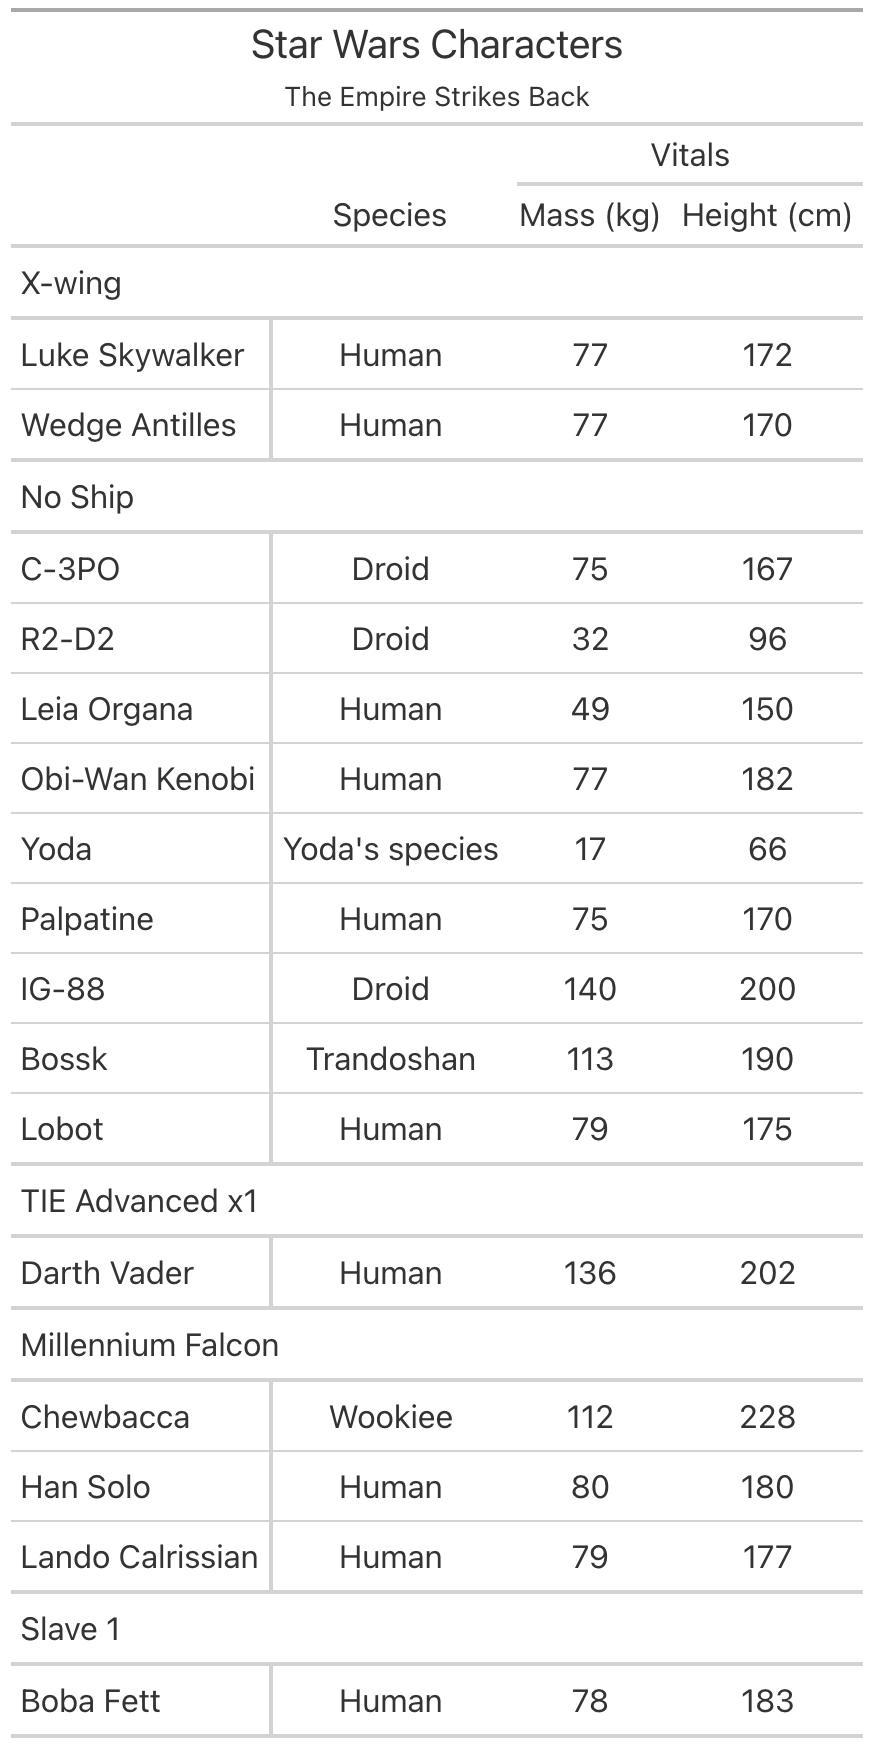 Star Wars Characters
The Empire Strikes Back
Vitals
Species Mass (kg) Height (cm)
X-wing
Luke Skywalker Human 77 172
Wedge Antilles Human 77 170
No Ship
C-3PO Droid 75 167
R2-D2 Droid 32 96
Leia Organa Human 49 150
Obi-Wan Kenobi Human 77 182
Yoda Yoda's species 17 66
Palpatine Human 75 170
IG-88 Droid 140 200
Bossk Trandoshan 113 190
Lobot Human 79 175
TIE Advanced x1
Darth Vader Human 136 202
Millennium Falcon
Chewbacca Wookiee 112 228
Han Solo Human 80 180
Lando Calrissian Human 79 177
Slave 1
Boba Fett Human 78 183